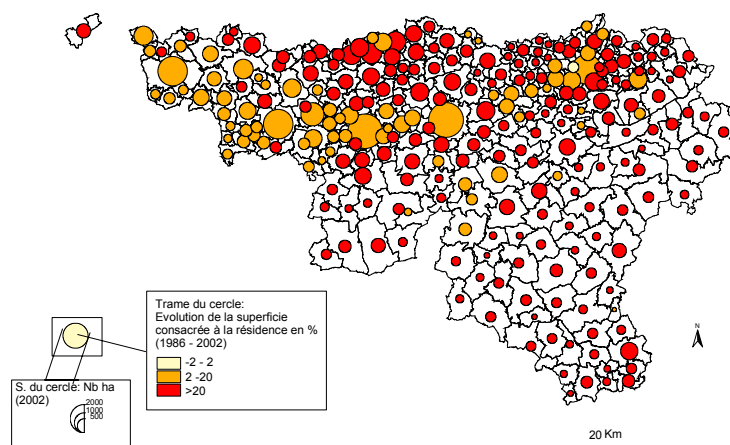 Trame du cercle:
Evolution de la superficie
consacrée à la résidence en %
(1986 - 2002)
-2 - 2
2 -20
>20
S. du cercle: Nb ha
(2002)
2000
1000
500
N
20 Km